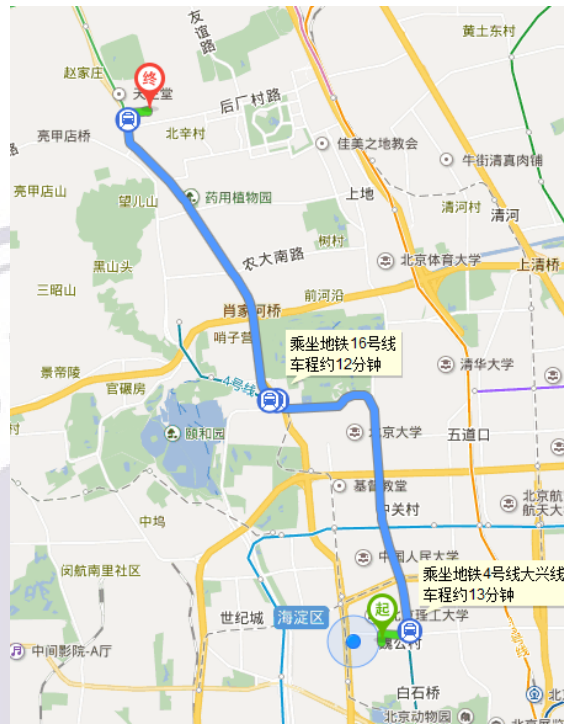 友谊路
黄土东村
赵家庄
终
后厂村路
亮甲店桥
北辛村
佳美之地教会
牛街清真肉铺
亮甲店山
望儿山
药用植物园
上地
清河村
清河
树村
农大南路
北京体育大学
上清桥
黑山头
三昭山
前河沿
肖家河桥
哨子营
乘坐地铁16号线
车程约12分钟
景帝陵
官碾房
4号线
清华大学
村
颐和园
北京大学
五道口
基督教堂
中关村
北京航
航天大
中坞
中国人民大学
闵航南里社区
乘坐地铁4号线大兴线
车程约13分钟
起
北京理工大学
世纪城
海淀区
魏公村
号线
中间影院-A厅
白石桥
北京动物园